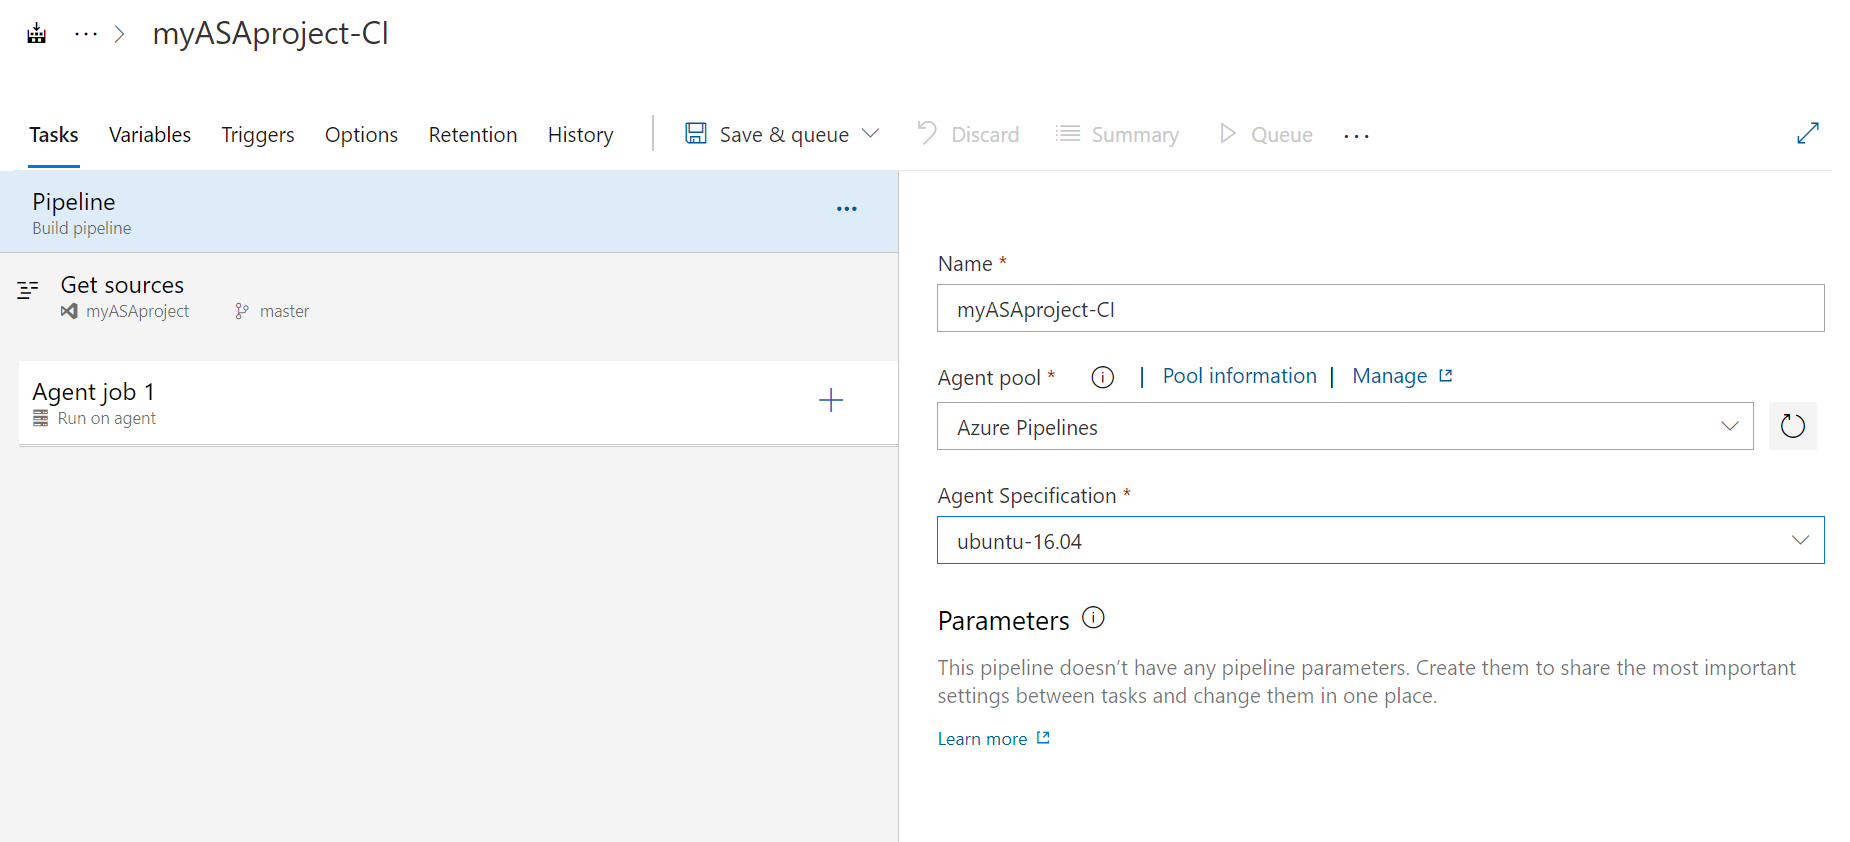 myASAproject-CI
Tasks Variables Triggers Options Retention History Save & queue Discard Summary Queue
Pipeline
Build pipeline
Get sources
myASAproject master
Agent job 1
Run on agent
Name *
myASAproject-CI
Agent pool * | Pool information | Manage
Azure Pipelines
Agent Specification *
ubuntu-16.04
Parameters
This pipeline doesn't have any pipeline parameters. Create them to share the most important
settings between tasks and change them in one place.
Learn more